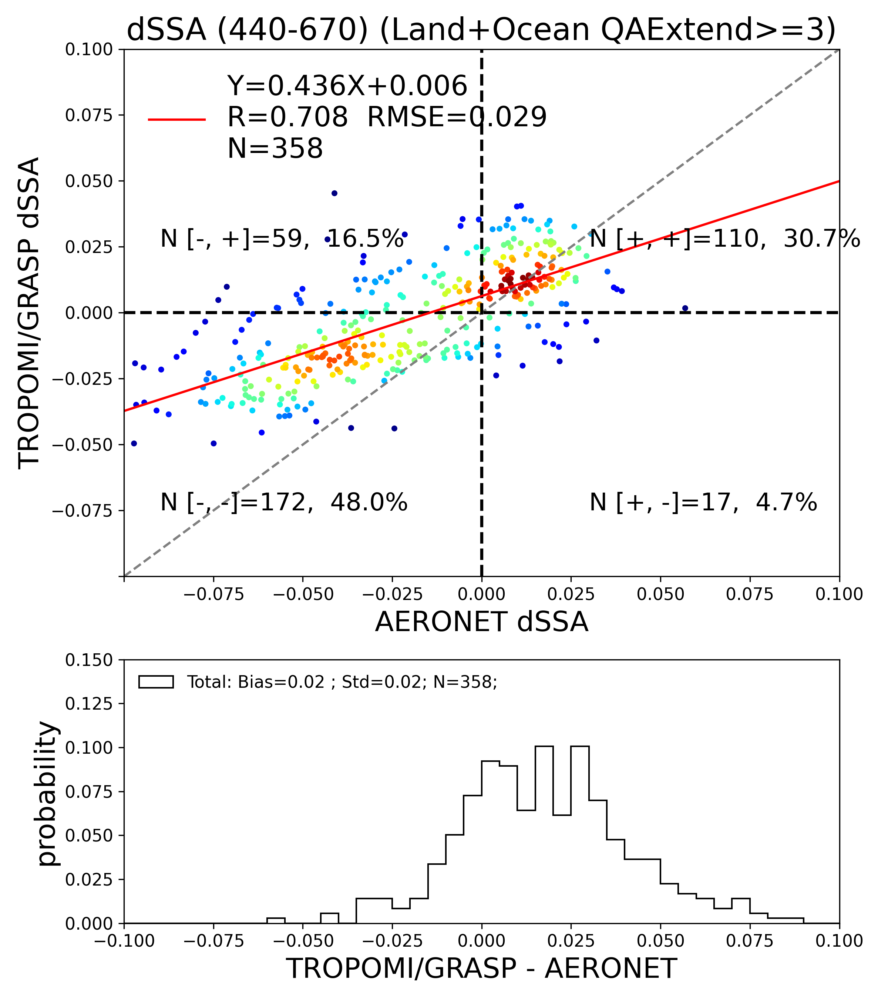 dSSA (440-670) (Land+Ocean QAExtend>=3)
0.100
0.075
0.050
0.025
0.000
−0.025
−0.050
−0.075
TROPOMI/GRASP dSSA
Y=0.436X+0.006
R=0.708 RMSE=0.029
N=358
N [-, +]=59, 16.5%
N [+, +]=110, 30.7%
N [-, -]=172, 48.0%
N [+, -]=17, 4.7%
−0.075 −0.050 −0.025 0.000 0.025 0.050 0.075 0.100
AERONET dSSA
0.150
0.125
0.100
0.075
0.050
0.025
0.000
probability
Total: Bias=0.02 ; Std=0.02; N=358;
−0.100 −0.075 −0.050 −0.025 0.000 0.025 0.050 0.075 0.100
TROPOMI/GRASP - AERONET